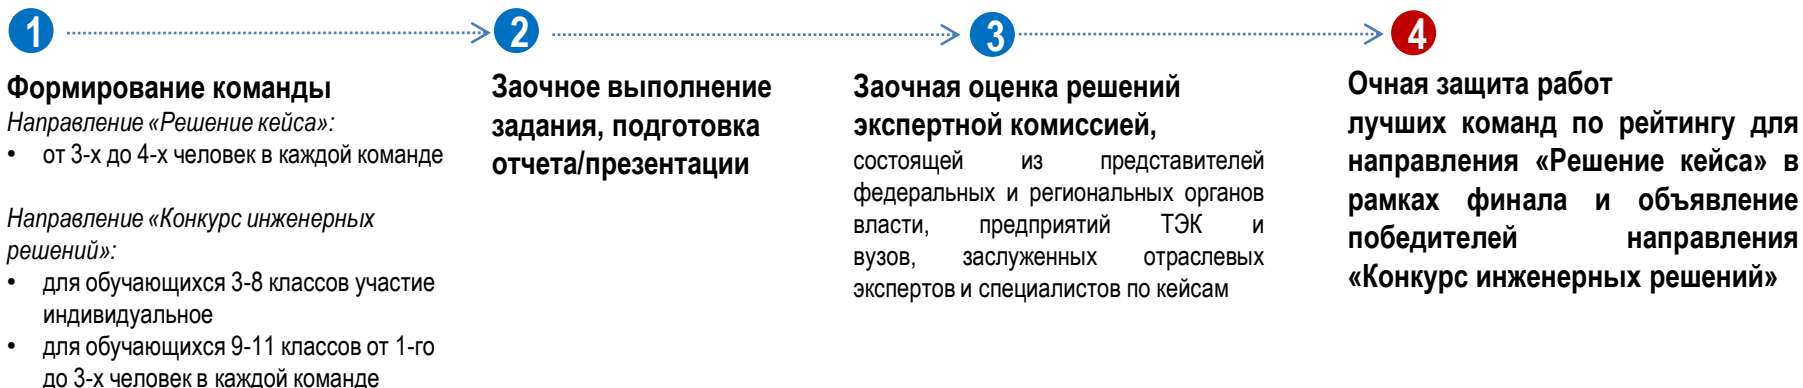 1
2
3
4
Формирование команды
Направление «Решение кейса»:
• от 3-х до 4-х человек в каждой команде
Направление «Конкурс инженерных
решений»:
• для обучающихся 3-8 классов участие
индивидуальное
• для обучающихся 9-11 классов от 1-го
до 3-х человек в каждой команде
Заочное выполнение
задания, подготовка
отчета/презентации
Заочная оценка решений
экспертной комиссией,
состоящей из представителей
федеральных и региональных органов
власти, предприятий ТЭК и
вузов, заслуженных отраслевых
экспертов и специалистов по кейсам
Очная защита работ
лучших команд по рейтингу для
направления «Решение кейса» в
рамках финала и объявление
победителей направления
«Конкурс инженерных решений»